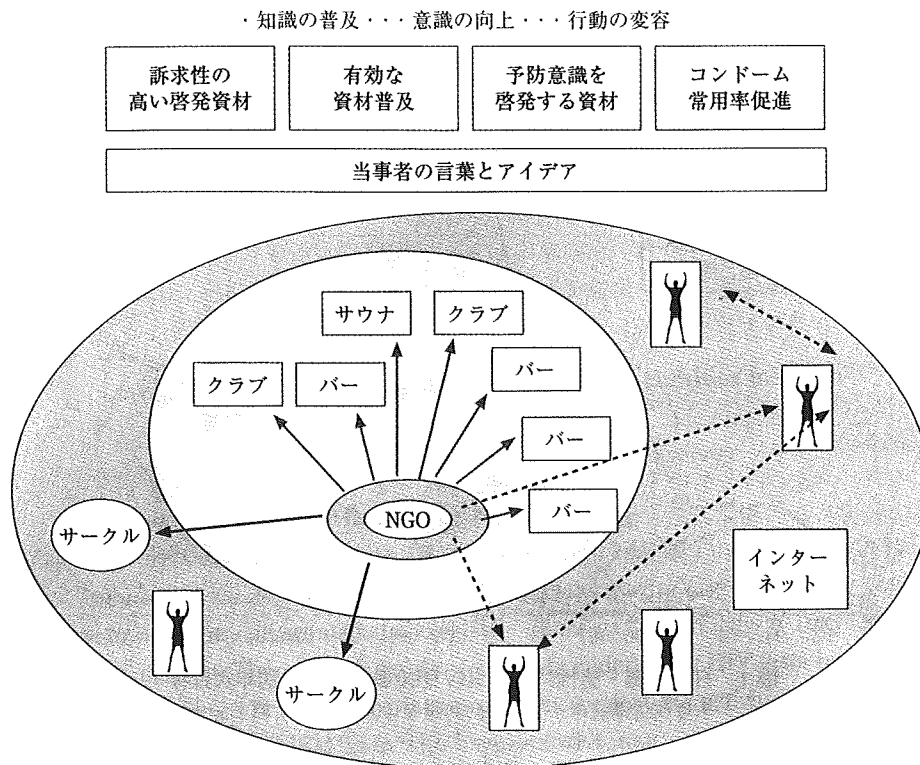 ・知識の普及・・・意識の向上・・・行動の変容
訴求性の
高い啓発資材
有効な
資材普及
予防意識を
啓発する資材
コンドーム
常用率促進
当事者の言葉とアイデア
サウナ
クラブ
クラブ
バー
バー
バー
NGO
バー
サークル
インター
ネット
サークル